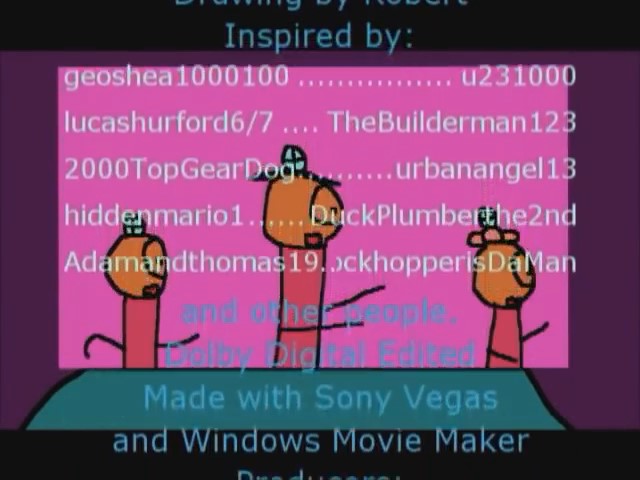 Drawing by Robert
Inspired by:
geoshea1000100 ................ u231000
lucashurford6/7 .... TheBuilderman123
2000TopGearDog..........urbanangel13
hiddenmario1......DuckPlumberthe2nd
Adamandthomas19..ockhopperisDaMan
and other people.
Dolby Digital Edited
Made with Sony Vegas
and Windows Movie Maker
Producers: